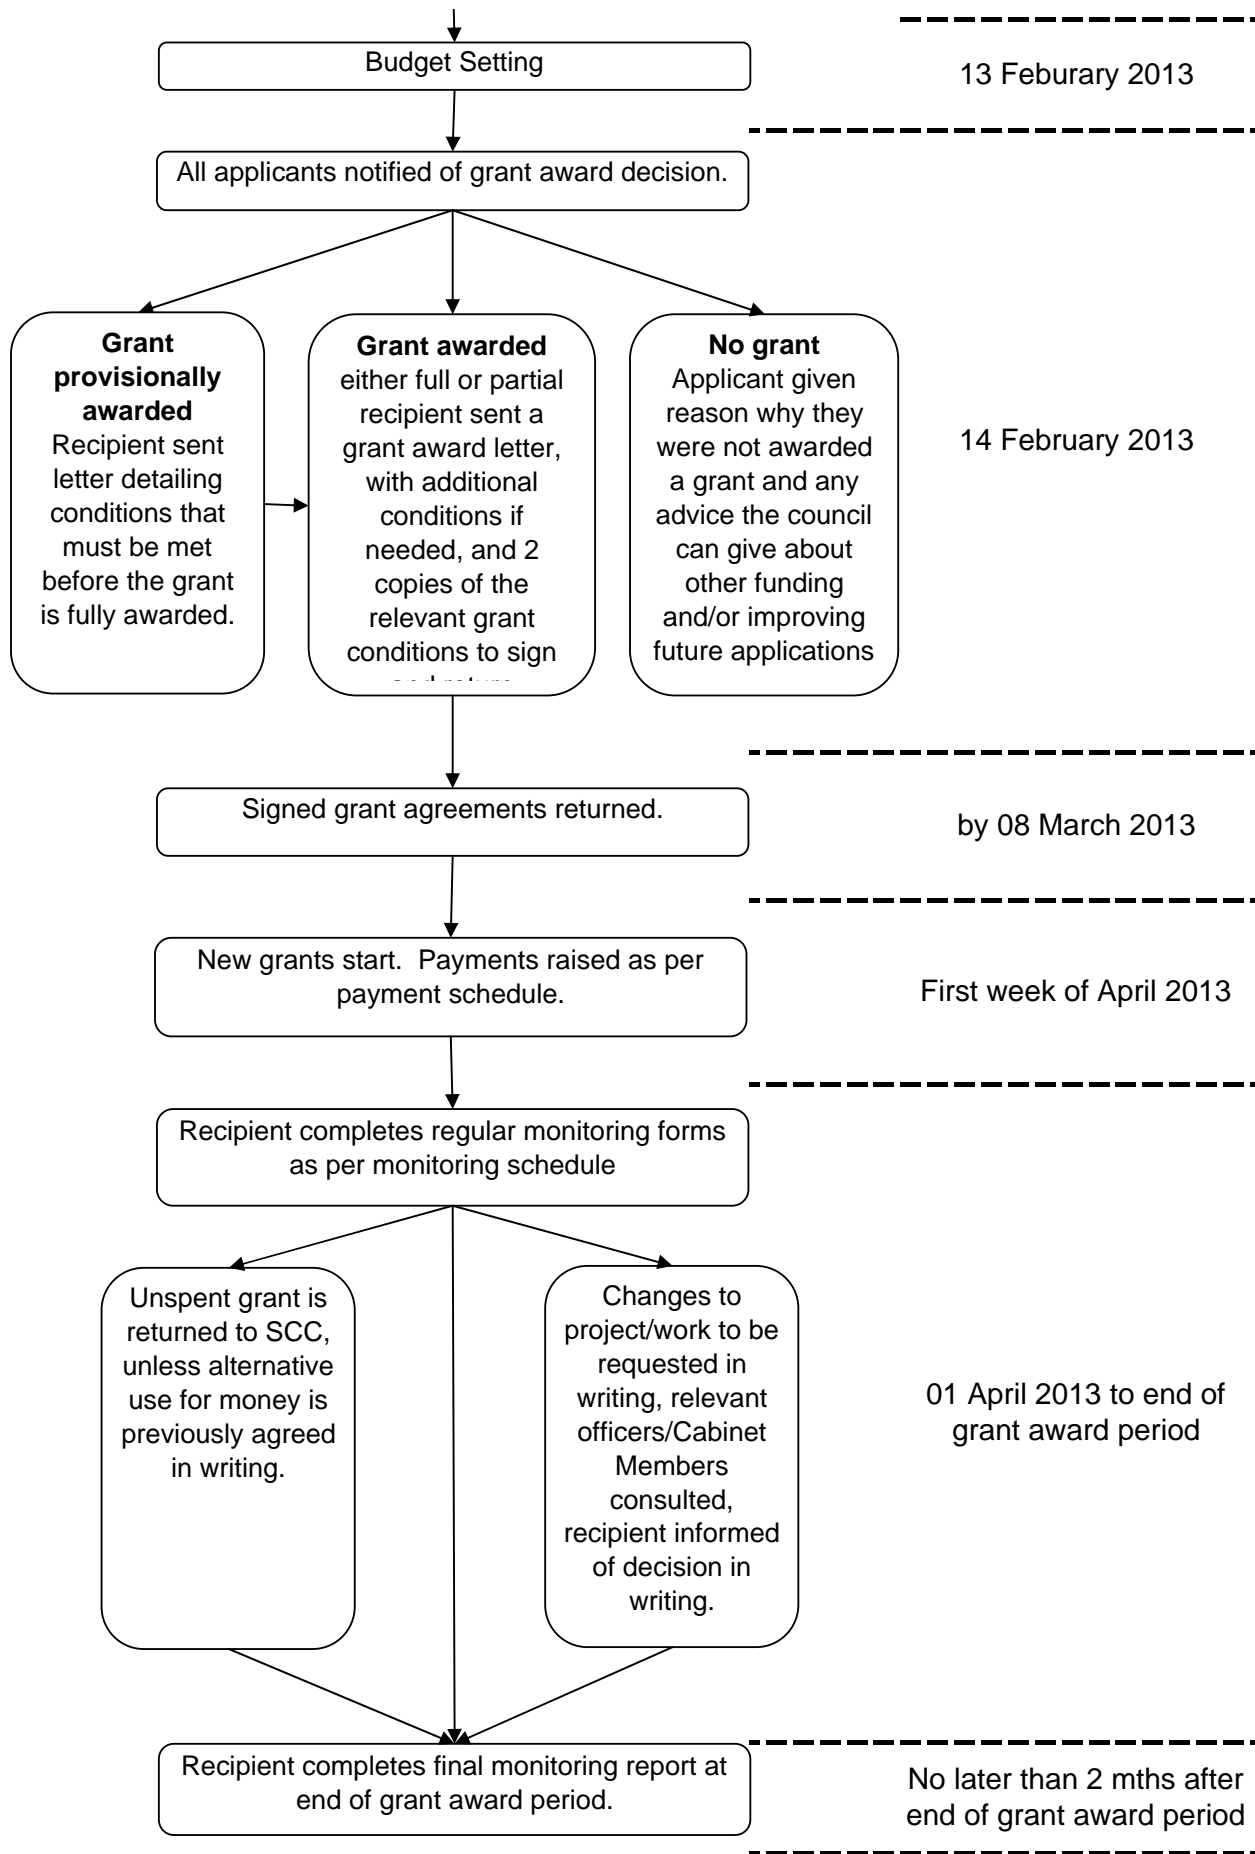 Budget Setting
13 Feburary 2013
All applicants notified of grant award decision.
Grant
provisionally
awarded
Recipient sent
letter detailing
conditions that
must be met
before the grant
is fully awarded.
Grant awarded
either full or partial
recipient sent a
grant award letter,
with additional
conditions if
needed, and 2
copies of the
relevant grant
conditions to sign
No grant
Applicant given
reason why they
were not awarded
a grant and any
advice the council
can give about
other funding
and/or improving
future applications
14 February 2013
Signed grant agreements returned.
by 08 March 2013
New grants start.  Payments raised as per
payment schedule.
First week of April 2013
Recipient completes regular monitoring forms
as per monitoring schedule
Unspent grant is
returned to SCC,
unless alternative
use for money is
previously agreed
in writing.
Changes to
project/work to be
requested in
writing, relevant
officers/Cabinet
Members
consulted,
recipient informed
of decision in
writing.
01 April 2013 to end of
grant award period
Recipient completes final monitoring report at
end of grant award period.
No later than 2 mths after
end of grant award period